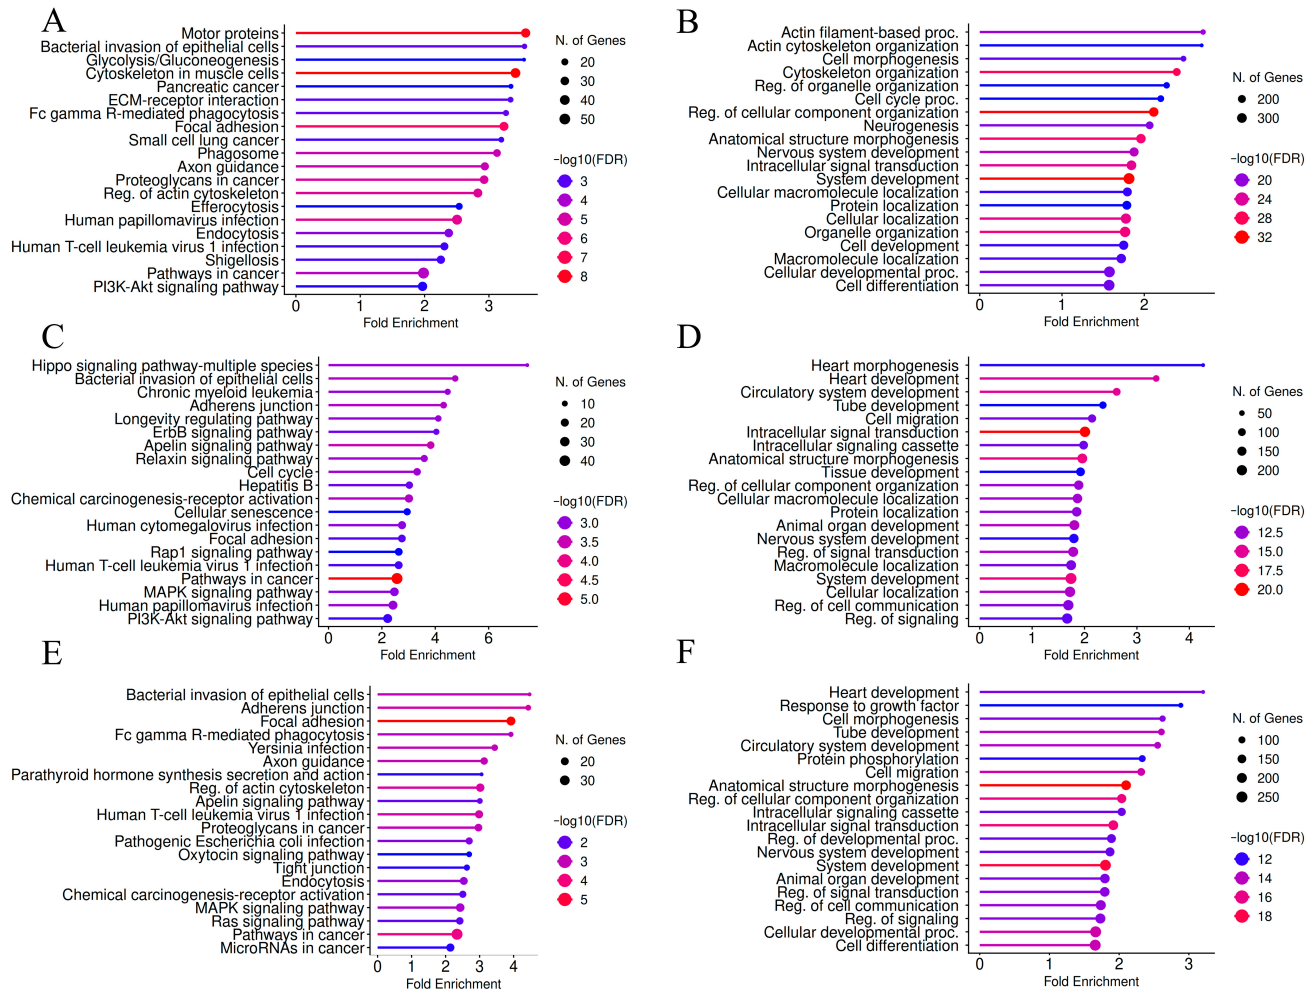 A
Motor proteins
Bacterial invasion of epithelial cells
Glycolysis/Gluconeogenesis
Cytoskeleton in muscle cells
Pancreatic cancer
ECM-receptor interaction
Fc gamma R-mediated phagocytosis
Focal adhesion
Small cell lung cancer
Phagosome
Axon guidance
Proteoglycans in cancer
Reg. of actin cytoskeleton
Efferocytosis
Human papillomavirus infection
Endocytosis
Human T-cell leukemia virus 1 infection
Shigellosis
Pathways in cancer
PI3K-Akt signaling pathway
0 1 2 3
Fold Enrichment
N. of Genes
20
30
40
50
−log10(FDR)
3
4
5
6
7
8
B
Actin filament-based proc.
Actin cytoskeleton organization
Cell morphogenesis
Cytoskeleton organization
Reg. of organelle organization
Cell cycle proc.
Reg. of cellular component organization
Neurogenesis
Anatomical structure morphogenesis
Nervous system development
Intracellular signal transduction
System development
Cellular macromolecule localization
Protein localization
Cellular localization
Organelle organization
Cell development
Macromolecule localization
Cellular developmental proc.
Cell differentiation
0 1 2
Fold Enrichment
N. of Genes
200
300
−log10(FDR)
20
24
28
32
C
Hippo signaling pathway-multiple species
Bacterial invasion of epithelial cells
Chronic myeloid leukemia
Adherens junction
Longevity regulating pathway
ErbB signaling pathway
Apelin signaling pathway
Relaxin signaling pathway
Cell cycle
Hepatitis B
Chemical carcinogenesis-receptor activation
Cellular senescence
Human cytomegalovirus infection
Focal adhesion
Rap1 signaling pathway
Human T-cell leukemia virus 1 infection
Pathways in cancer
MAPK signaling pathway
Human papillomavirus infection
PI3K-Akt signaling pathway
0 2 4 6
Fold Enrichment
N. of Genes
10
20
30
40
−log10(FDR)
3.0
3.5
4.0
4.5
5.0
D
Heart morphogenesis
Heart development
Circulatory system development
Tube development
Cell migration
Intracellular signal transduction
Intracellular signaling cassette
Anatomical structure morphogenesis
Tissue development
Reg. of cellular component organization
Cellular macromolecule localization
Protein localization
Animal organ development
Nervous system development
Reg. of signal transduction
Macromolecule localization
System development
Cellular localization
Reg. of cell communication
Reg. of signaling
0 1 2 3 4
Fold Enrichment
N. of Genes
50
100
150
200
−log10(FDR)
12.5
15.0
17.5
20.0
E
Bacterial invasion of epithelial cells
Adherens junction
Focal adhesion
Fc gamma R-mediated phagocytosis
Yersinia infection
Axon guidance
Parathyroid hormone synthesis secretion and action
Reg. of actin cytoskeleton
Apelin signaling pathway
Human T-cell leukemia virus 1 infection
Proteoglycans in cancer
Pathogenic Escherichia coli infection
Oxytocin signaling pathway
Tight junction
Endocytosis
Chemical carcinogenesis-receptor activation
MAPK signaling pathway
Ras signaling pathway
Pathways in cancer
MicroRNAs in cancer
0 1 2 3 4
Fold Enrichment
N. of Genes
20
30
−log10(FDR)
2
3
4
5
F
Heart development
Response to growth factor
Cell morphogenesis
Tube development
Circulatory system development
Protein phosphorylation
Cell migration
Anatomical structure morphogenesis
Reg. of cellular component organization
Intracellular signaling cassette
Intracellular signal transduction
Reg. of developmental proc.
Nervous system development
System development
Animal organ development
Reg. of signal transduction
Reg. of cell communication
Reg. of signaling
Cellular developmental proc.
Cell differentiation
0 1 2 3
Fold Enrichment
N. of Genes
100
150
200
250
−log10(FDR)
12
14
16
18